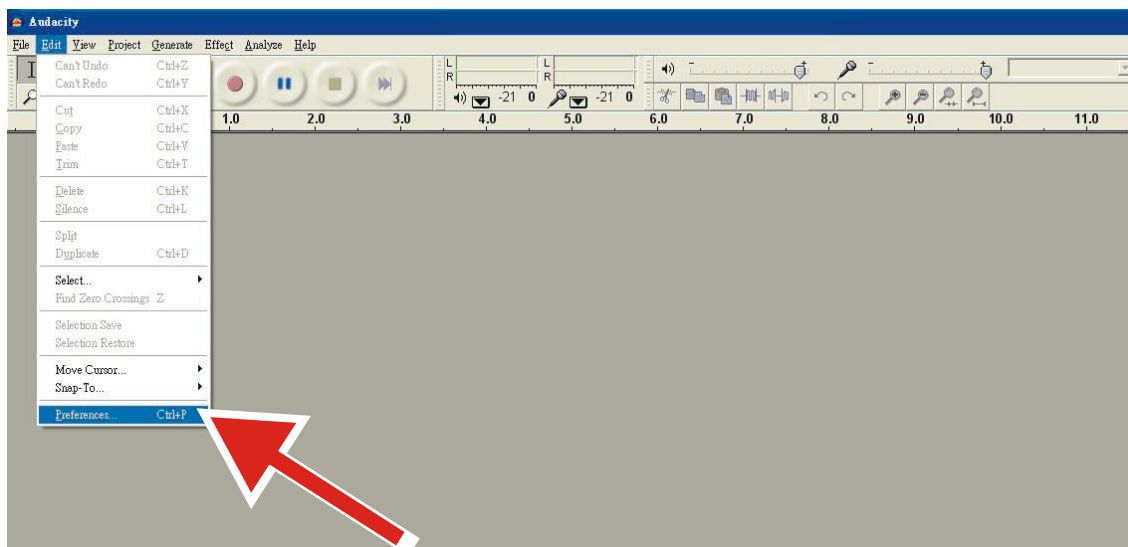 Audacity
File Edit View Project Generate Effect Analyze Help
Can't Undo Ctrl+Z
Can't Redo Ctrl+Y
Cut Ctrl+X
Copy Ctrl+C
Paste Ctrl+V
Trim Ctrl+T
Delete Ctrl+K
Silence Ctrl+L
Split
Duplicate Ctrl+D
Select...
Find Zero Crossings Z
Selection Save
Selection Restore
Move Cursor...
Snap-To...
Preferences... Ctrl+P
L L
R R
-21 0 -21 0
1.0 2.0 3.0 4.0 5.0 6.0 7.0 8.0 9.0 10.0 11.0